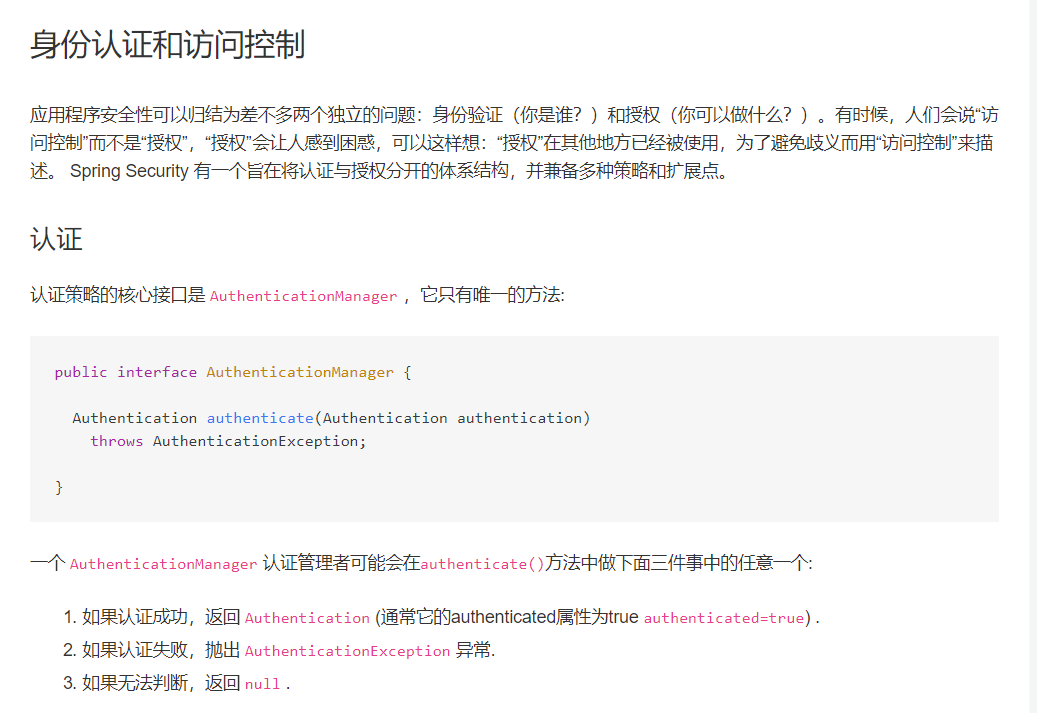 身份认证和访问控制
应用程序安全性可以归结为差不多两个独立的问题：身份验证（你是谁？）和授权（你可以做什么？）。有时候，人们会说“访
问控制”而不是“授权”，“授权”会让人感到困惑，可以这样想：“授权”在其他地方已经被使用，为了避免歧义而用“访问控制”来描
述。 Spring Security 有一个旨在将认证与授权分开的体系结构，并兼备多种策略和扩展点。
认证
认证策略的核心接口是 AuthenticationManager ，它只有唯一的方法:
public interface AuthenticationManager {
Authentication authenticate(Authentication authentication)
throws AuthenticationException;
}
一个 AuthenticationManager 认证管理者可能会在authenticate()方法中做下面三件事中的任意一个:
1. 如果认证成功，返回 Authentication (通常它的authenticated属性为true authenticated=true) .
2. 如果认证失败，抛出 AuthenticationException 异常.
3. 如果无法判断，返回 null .